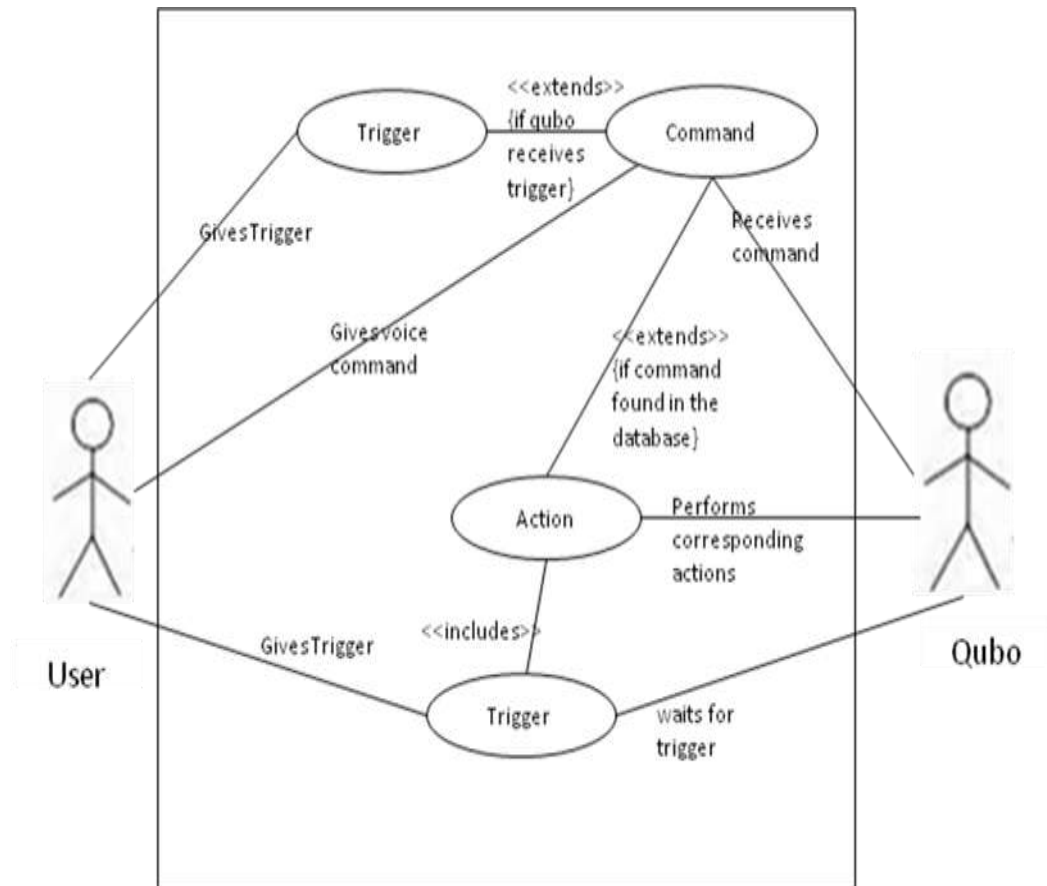 <<extends>>
{if qubo
receives
trigger}
Trigger
Command
GivesTrigger
Receives
command
Givesvoice
command
<<extends>>
{if command
found in the
database}
Action
Performs
corresponding
actions
<<includes>>
GivesTrigger
User
Qubo
Trigger
waits for
trigger